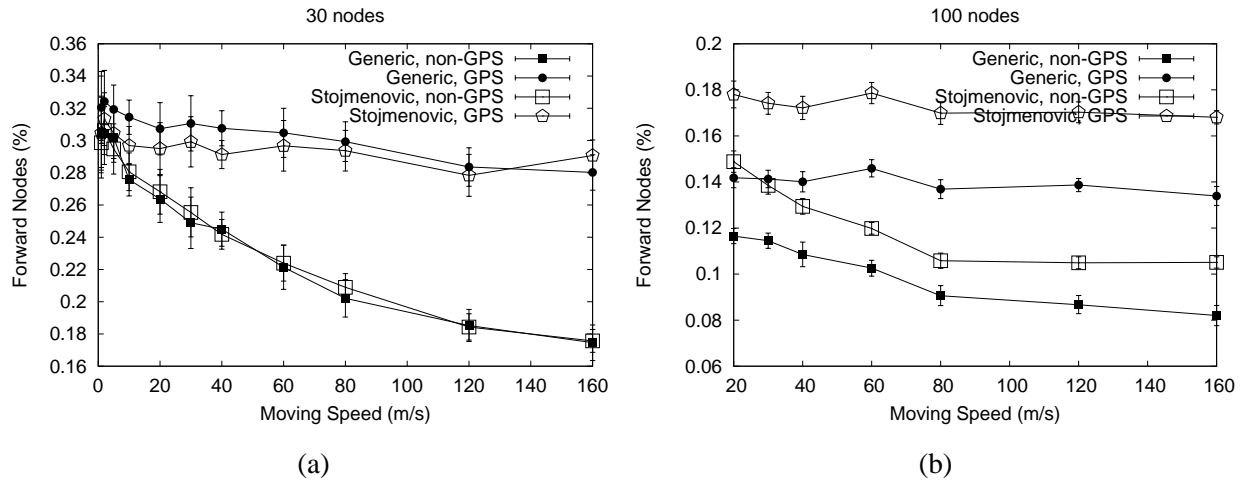 30 nodes
Generic, non-GPS
Generic, GPS
Stojmenovic, non-GPS
Stojmenovic, GPS
0.36
0.34
0.32
0.3
0.28
0.26
0.24
0.22
0.2
0.18
0.16
Forward Nodes (%)
0 20 40 60 80 100 120 140 160
Moving Speed (m/s)
(a)
100 nodes
Generic, non-GPS
Generic, GPS
Stojmenovic, non-GPS
Stojmenovic, GPS
0.2
0.18
0.16
0.14
0.12
0.1
0.08
0.06
Forward Nodes (%)
20 40 60 80 100 120 140 160
Moving Speed (m/s)
(b)